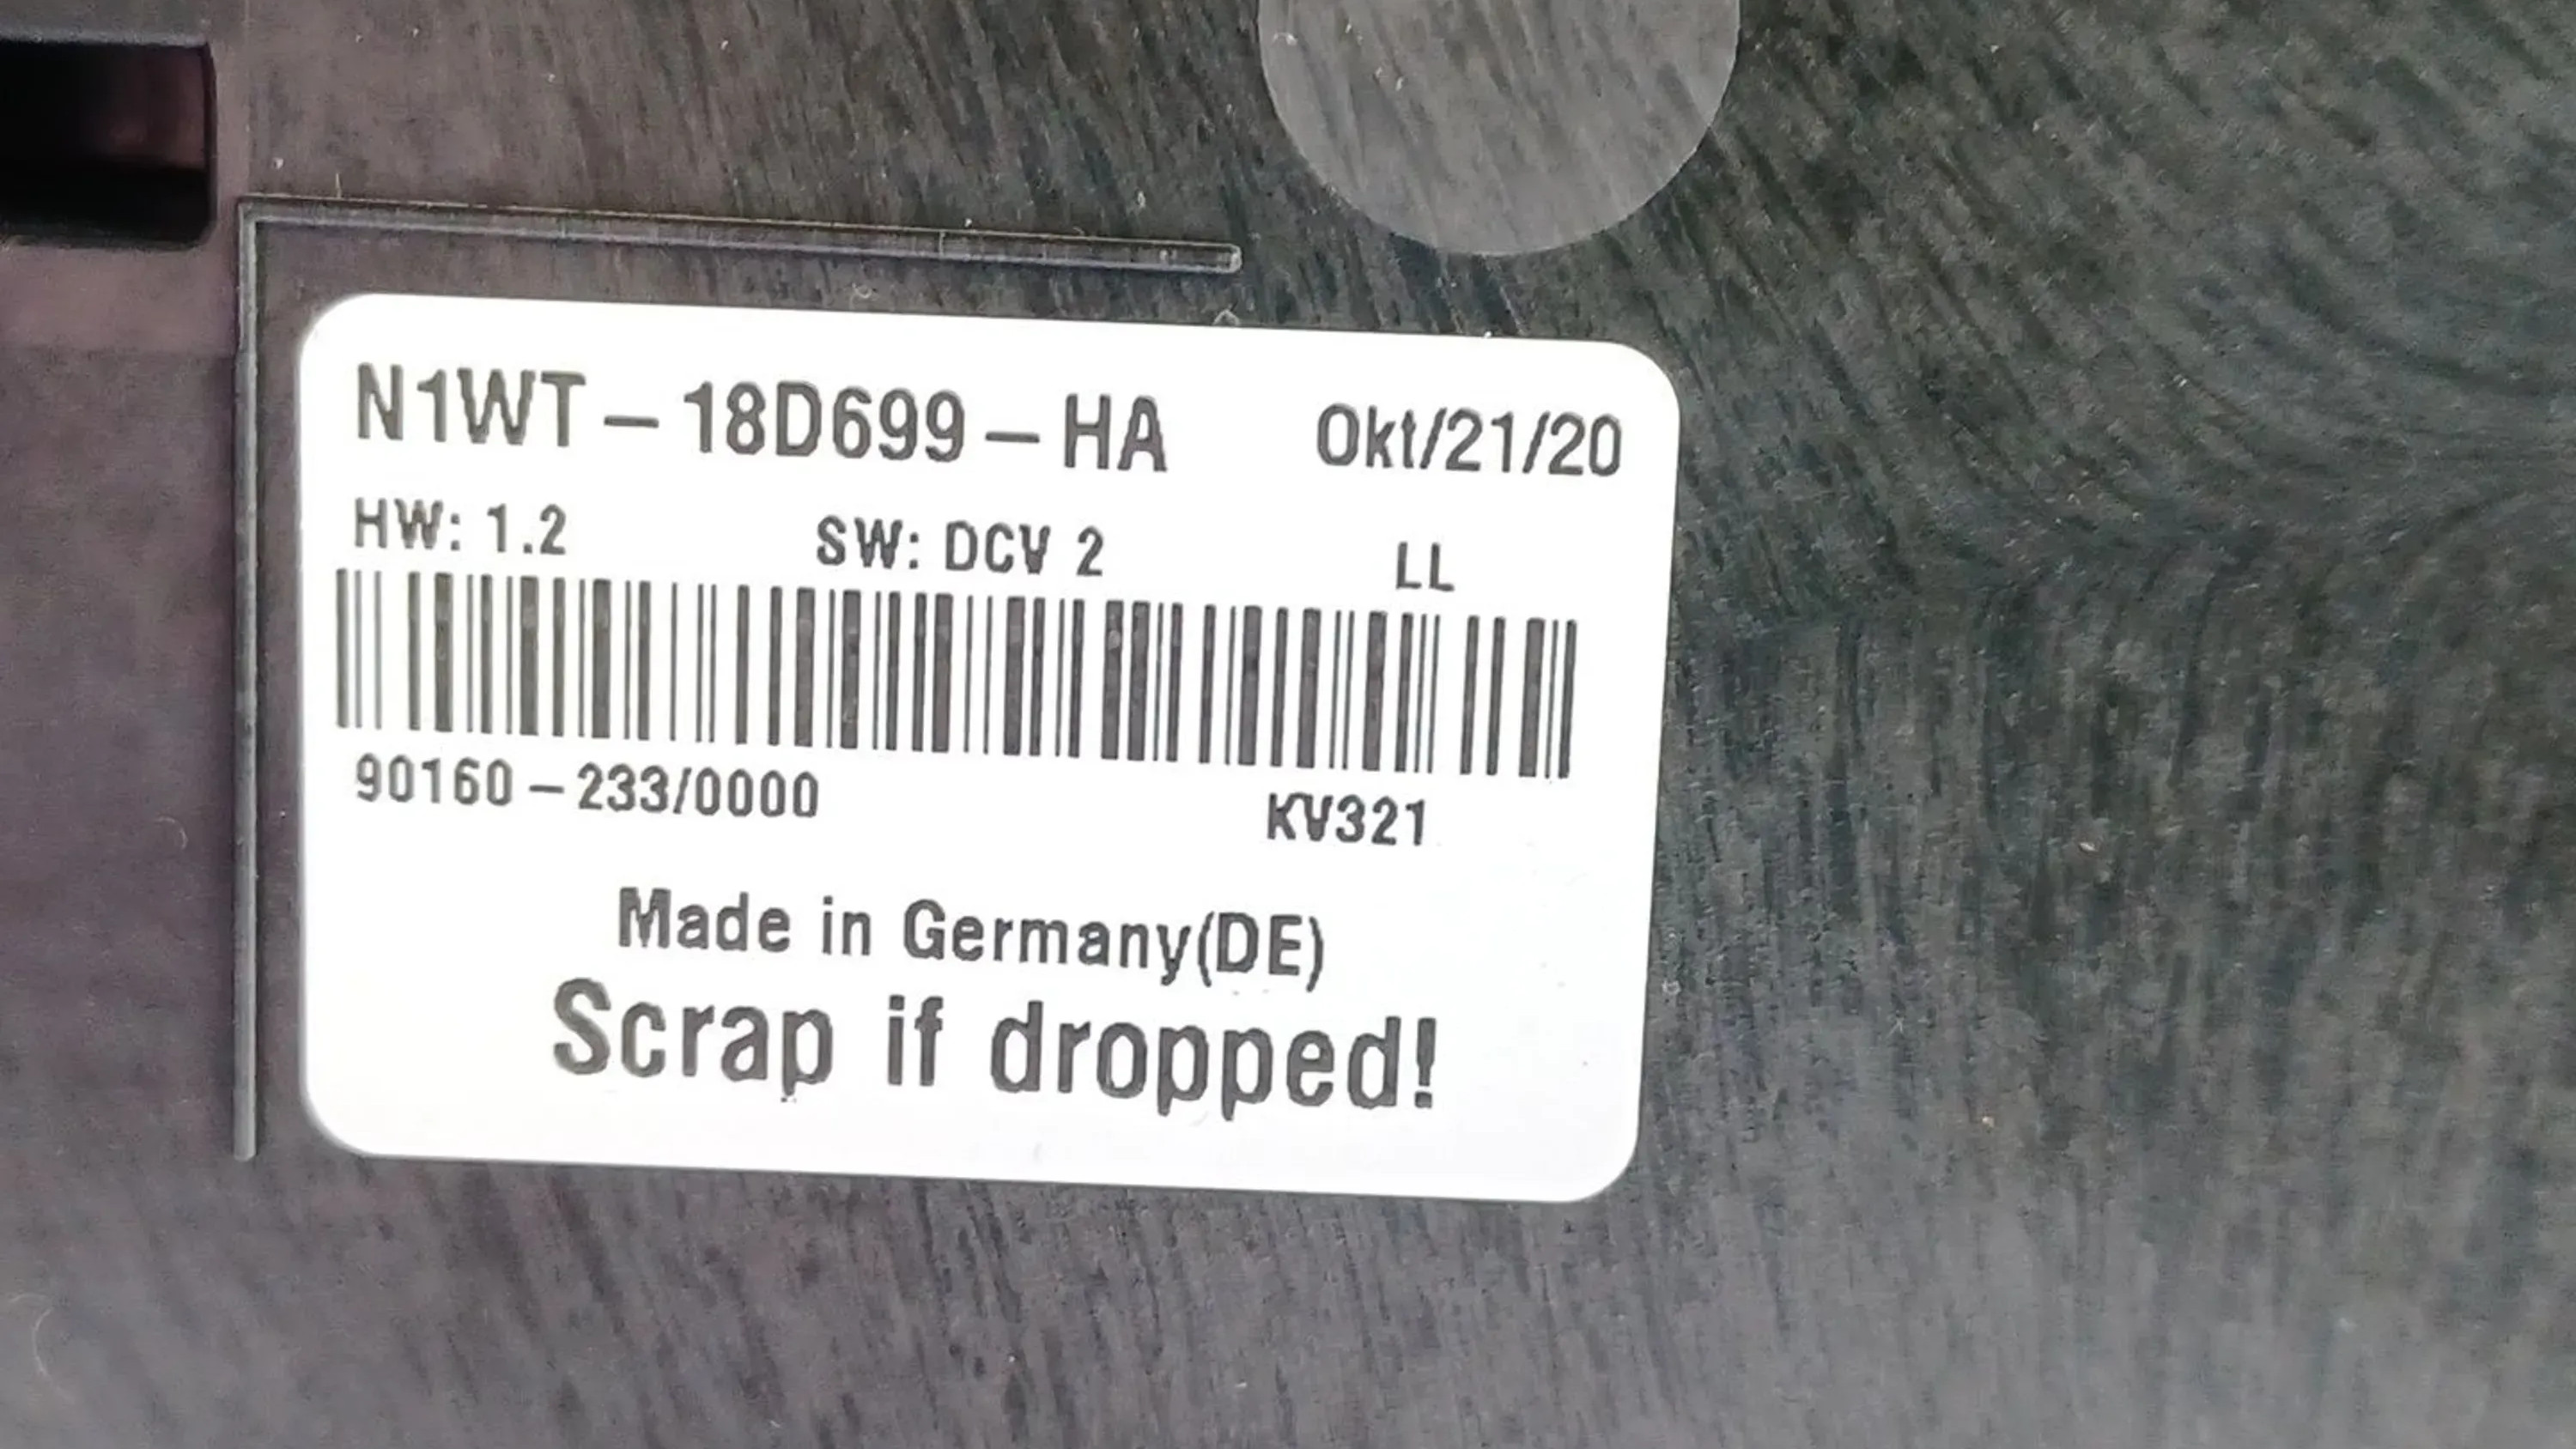 N1WT – 18D699 – HA Okt/21/20
HW: 1.2 SW: DCV 2 LL
90160 – 233/0000 KV321
Made in Germany(DE)
Scrap if dropped!